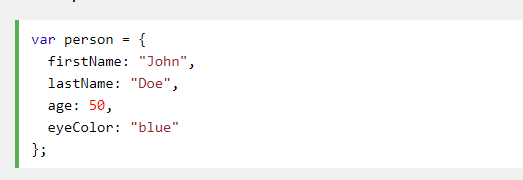 var person = {
  firstName: "John",
  lastName: "Doe",
  age: 50,
  eyeColor: "blue"
};